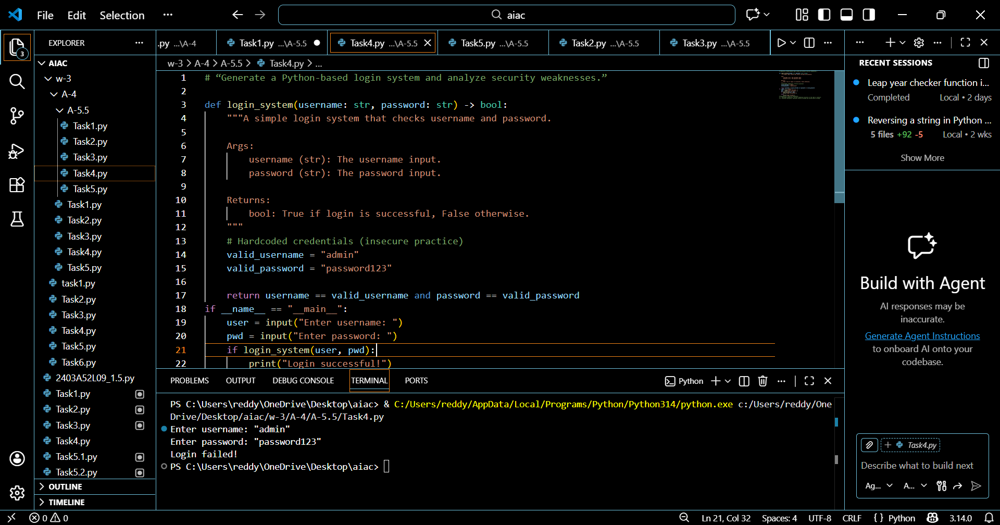 File Edit Selection ···
aiac
EXPLORER ···
3
AIAC
w-3
A-4
A-5.5
Task1.py
Task2.py
Task3.py
Task4.py
Task5.py
Task1.py
Task2.py
Task3.py
Task4.py
Task5.py
task1.py
Task2.py
Task3.py
Task4.py
Task5.py
Task6.py
2403A52L09_1.5.py
Task1.py
Task2.py
Task3.py
Task4.py
Task5.1.py
Task5.2.py
OUTLINE
TIMELINE
.py ...\A-4 Task1.py ...\A-5.5 Task4.py ...\A-5.5 Task5.py ...\A-5.5 Task2.py ...\A-5.5 Task3.py ...\A-5.5
w-3 > A-4 > A-5.5 > Task4.py > ...
1 # “Generate a Python-based login system and analyze security weaknesses.”
2
3 def login_system(username: str, password: str) -> bool:
4 """A simple login system that checks username and password.
5
6 Args:
7 username (str): The username input.
8 password (str): The password input.
9
10 Returns:
11 bool: True if login is successful, False otherwise.
12 """
13 # Hardcoded credentials (insecure practice)
14 valid_username = "admin"
15 valid_password = "password123"
16
17 return username == valid_username and password == valid_password
18 if __name__ == "__main__":
19 user = input("Enter username: ")
20 pwd = input("Enter password: ")
21 if login_system(user, pwd):
22 print("Login successful!")
PROBLEMS OUTPUT DEBUG CONSOLE TERMINAL PORTS
Python
PS C:\Users\reddy\OneDrive\Desktop\aiac> & C:/Users/reddy/AppData/Local/Programs/Python/Python314/python.exe c:/Users/reddy/One
Drive/Desktop/aiac/w-3/A-4/A-5.5/Task4.py
Enter username: "admin"
Enter password: "password123"
Login failed!
PS C:\Users\reddy\OneDrive\Desktop\aiac>
RECENT SESSIONS
Leap year checker function i...
Completed Local • 2 days
Reversing a string in Python ...
5 files +92 -5 Local • 2 wks
Show More
Build with Agent
AI responses may be
inaccurate.
Generate Agent Instructions
to onboard AI onto your
codebase.
+ Task4.py
Describe what to build next
Ag... A...
0 0
Ln 21, Col 32 Spaces: 4 UTF-8 CRLF {} Python 3.14.0